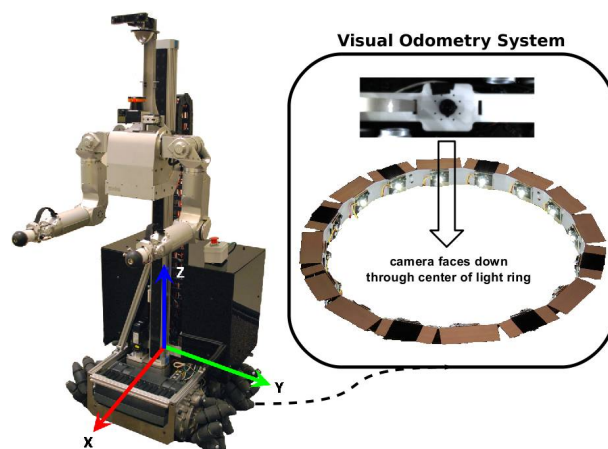 Visual Odometry System
camera faces down
through center of light ring
Z
Y
X